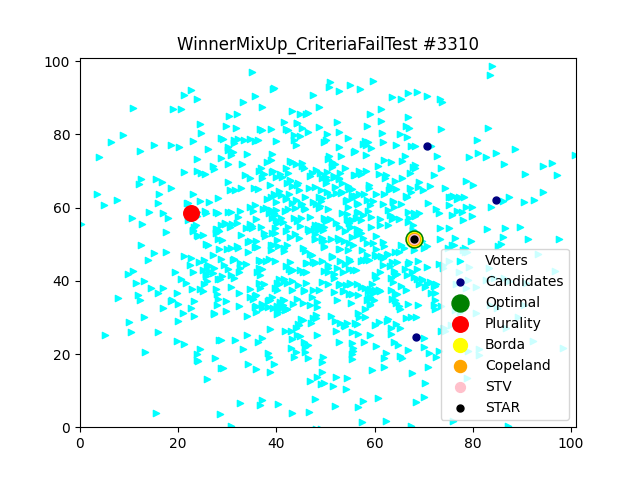 WinnerMixUp_CriteriaFailTest #3310
100
80
60
40
20
0
0
20
40
60
80
100
Voters
Candidates
Optimal
Plurality
Borda
Copeland
STV
STAR